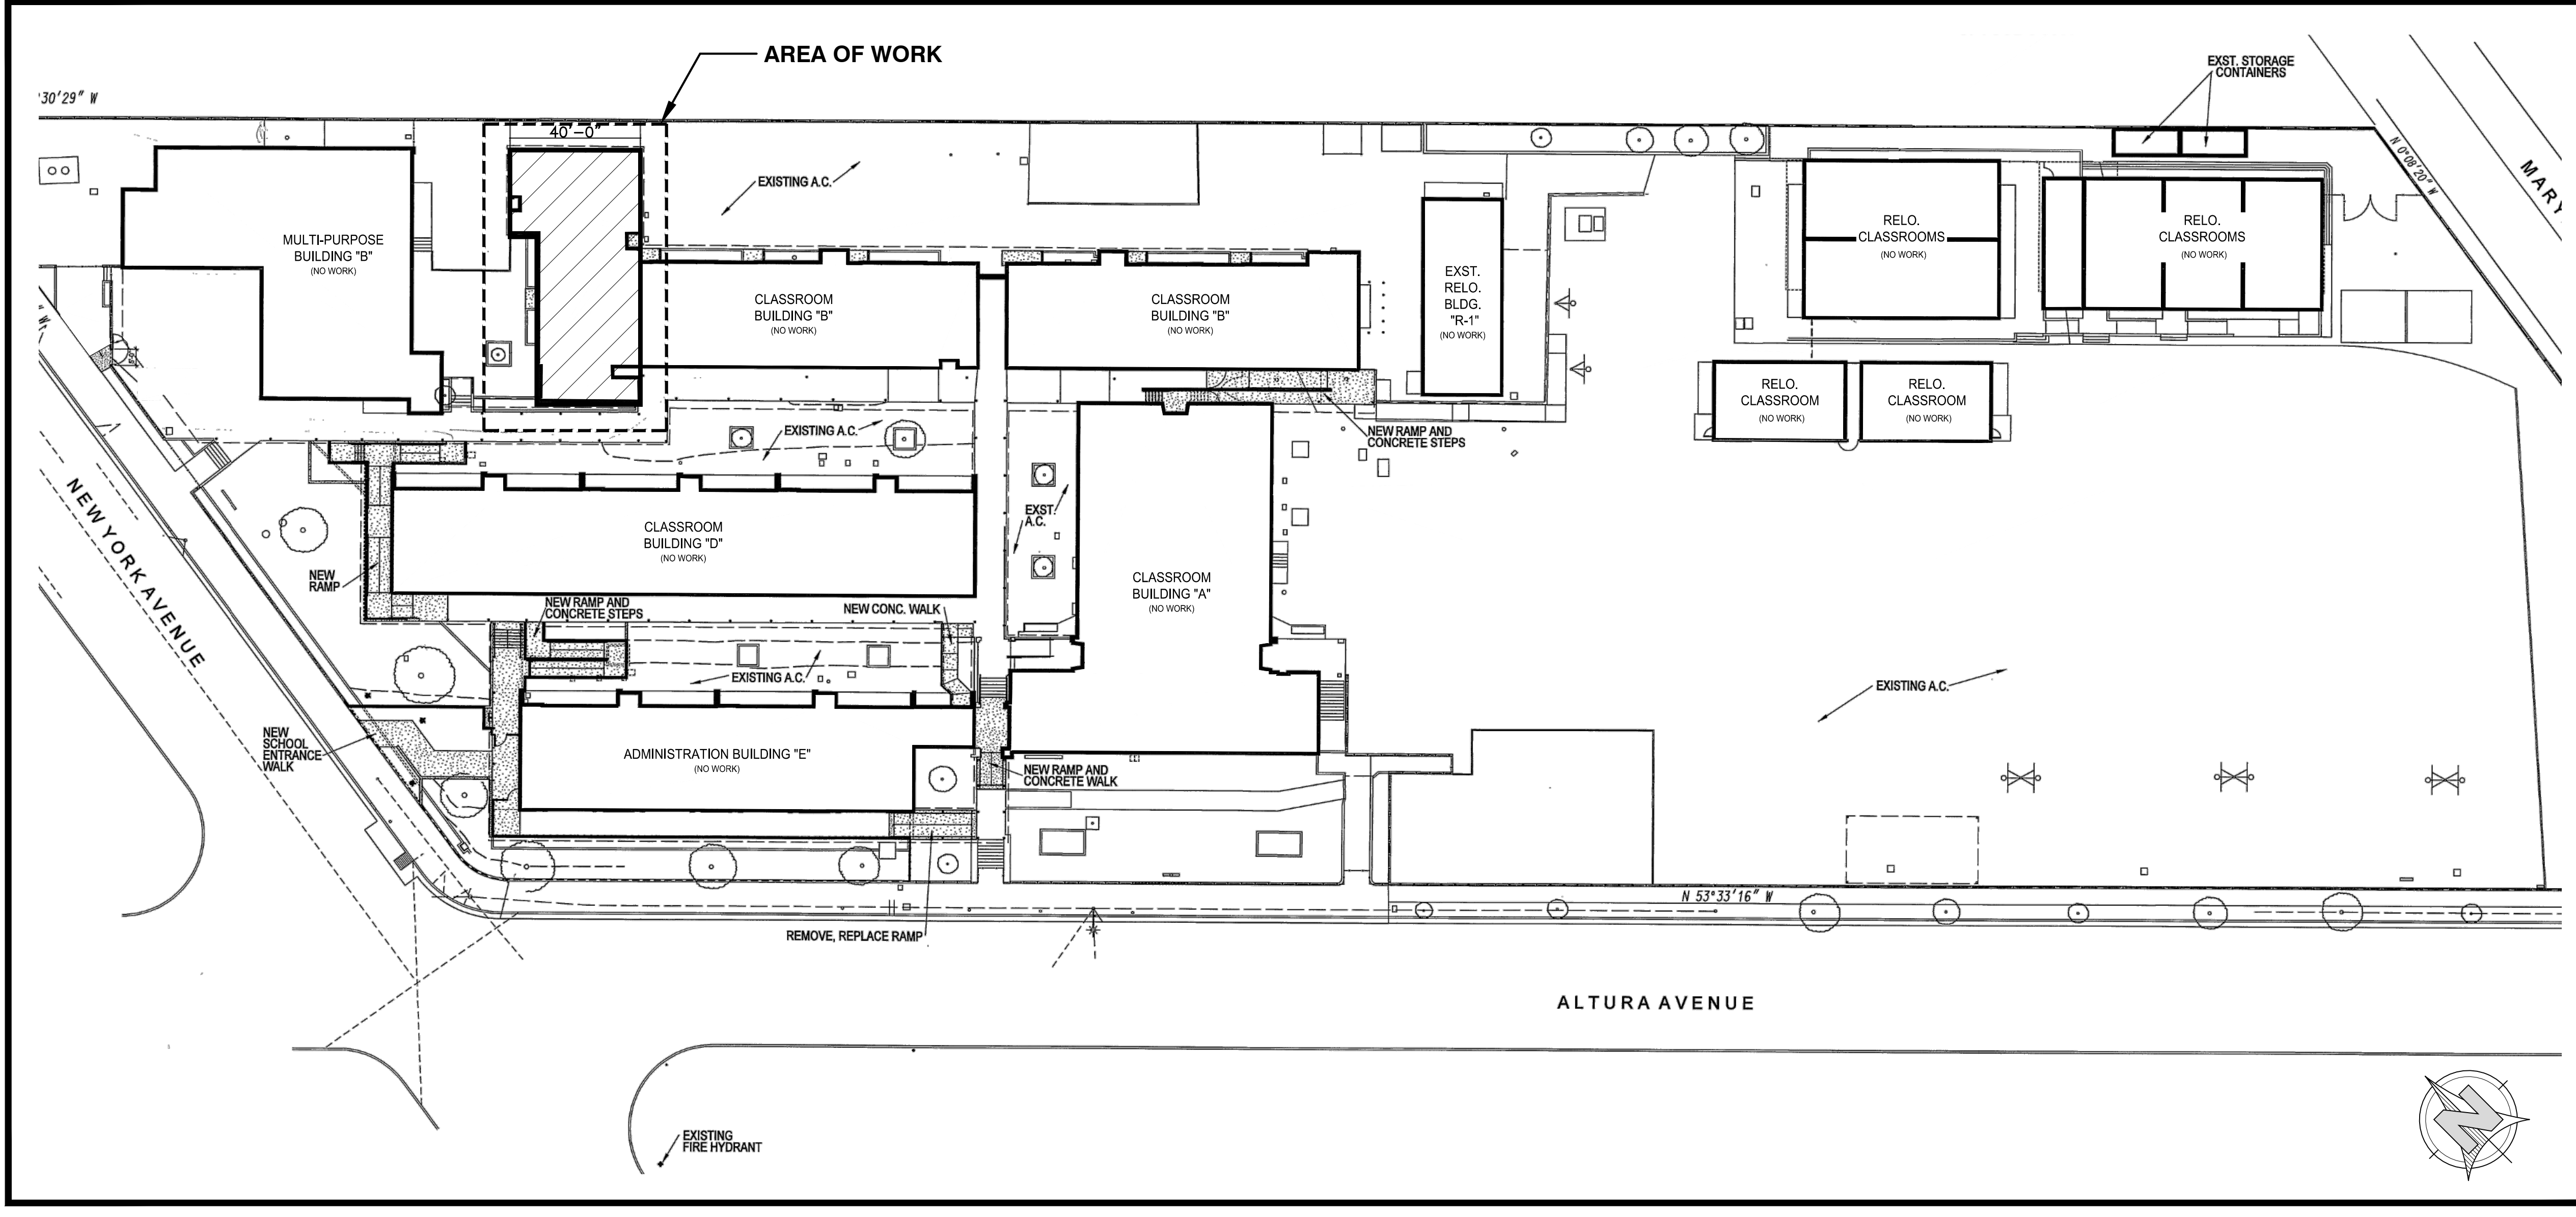 AREA OF WORK
EXST. STORAGE
CONTAINERS
°30'29" W
40'-0"
N 0°08'20" W
MARY
EXISTING A.C.
MULTI-PURPOSE
BUILDING "B"
(NO WORK)
RELO.
CLASSROOMS
(NO WORK)
RELO.
CLASSROOMS
(NO WORK)
CLASSROOM
BUILDING "B"
(NO WORK)
CLASSROOM
BUILDING "B"
(NO WORK)
EXST.
RELO.
BLDG.
"R-1"
(NO WORK)
" W.
RELO.
CLASSROOM
(NO WORK)
RELO.
CLASSROOM
(NO WORK)
EXISTING A.C.
NEW RAMP AND
CONCRETE STEPS
NEW YORK AVENUE
EXST.
A.C.
CLASSROOM
BUILDING "D"
(NO WORK)
NEW
RAMP
CLASSROOM
BUILDING "A"
(NO WORK)
NEW RAMP AND
CONCRETE STEPS
NEW CONC. WALK
EXISTING A.C.
EXISTING A.C.
NEW
SCHOOL
ENTRANCE
WALK
ADMINISTRATION BUILDING "E"
(NO WORK)
NEW RAMP AND
CONCRETE WALK
N 53°33'16" W
REMOVE, REPLACE RAMP
ALTURA AVENUE
EXISTING
FIRE HYDRANT
N